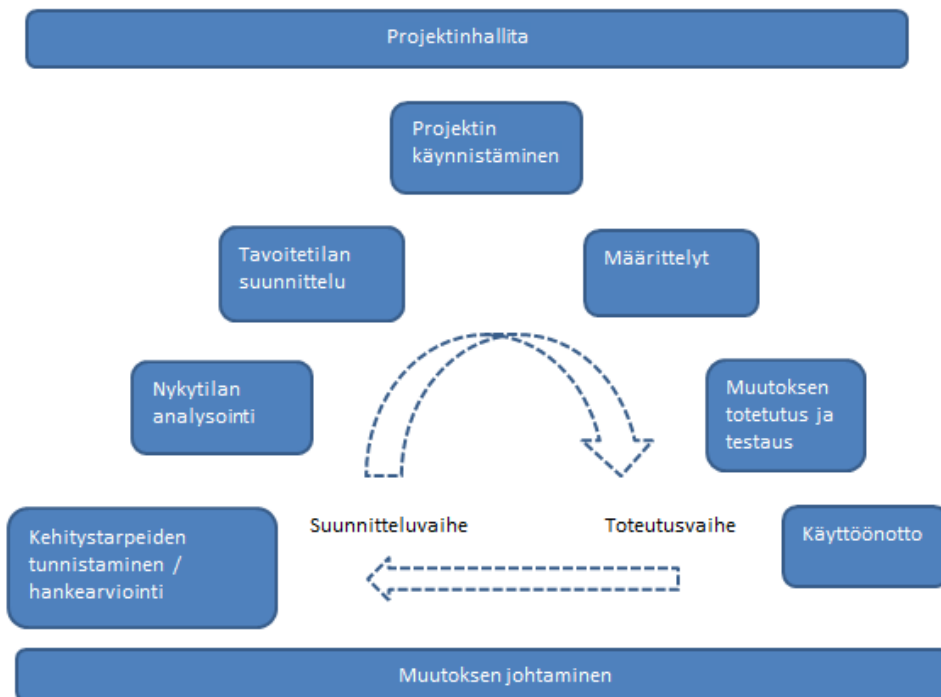 Projektinhallita
Projektin
käynnistäminen
Tavoitetilan
suunnittelu
Määrittelyt
Nykytilan
analysointi
Muutoksen
totetutus ja
testaus
Kehitystarpeiden
tunnistaminen /
hankearviointi
Suunnitteluvaihe
Toteutusvaihe
Käyttöönotto
Muutoksen johtaminen